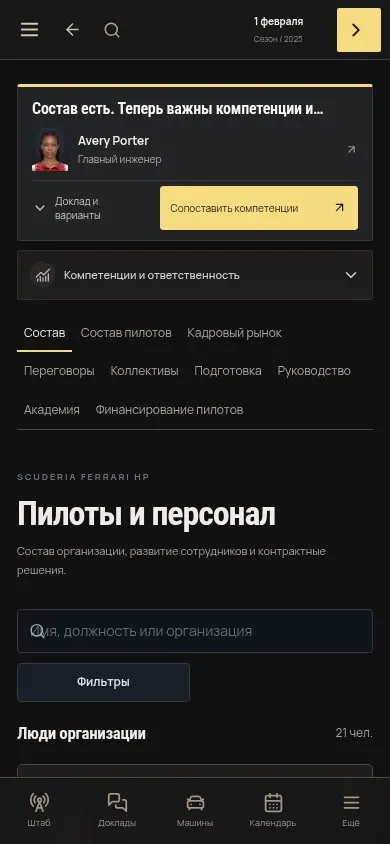 1 февраля
Сезон / 2025
Состав есть. Теперь важны компетенции и…
Avery Porter
Главный инженер
Доклад и
варианты
Сопоставить компетенции
Компетенции и ответственность
Состав Состав пилотов Кадровый рынок
Переговоры Коллективы Подготовка Руководство
Академия Финансирование пилотов
SCUDERIA FERRARI HP
Пилоты и персонал
Состав организации, развитие сотрудников и контрактные
решения.
Имя, должность или организация
Фильтры
Люди организации 21 чел.
Штаб Доклады Машины Календарь Ещё